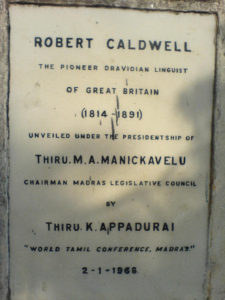 ROBERT CALDWELL
THE PIONEER DRAVIDIAN LINGUIST
OF GREAT BRITAIN
(1814-1891)
UNVEILED UNDER THE PRESIDENTSHIP OF
THIRU. M. A. MANICKAVELU
CHAIRMAN MADRAS LEGISLATIVE COUNCIL
BY
THIRU. K. APPADURAI
"WORLD TAMIL CONFERENCE, MADRAS."
2-1-1968